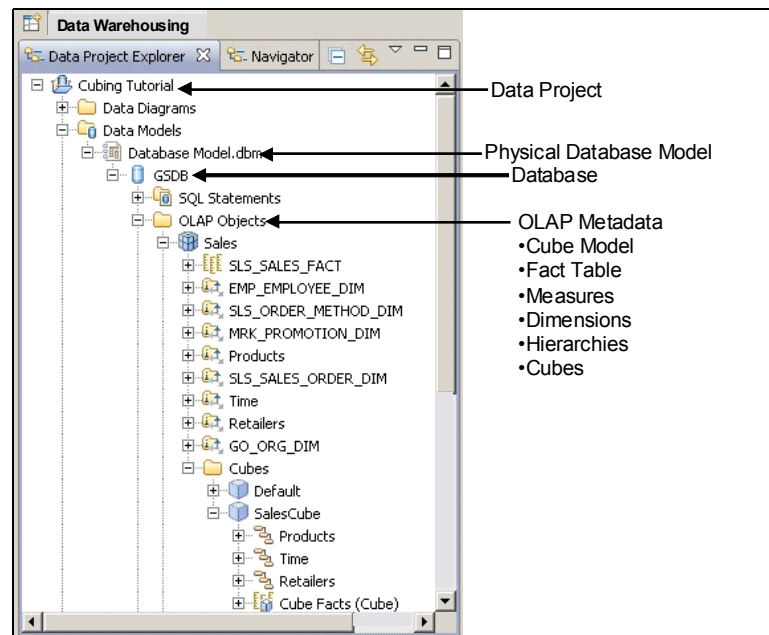 Data Warehousing
Data Project Explorer Navigator
Cubing Tutorial
Data Project
Data Diagrams
Data Models
Database Model.dbm
Physical Database Model
GSDB
Database
SQL Statements
OLAP Objects
OLAP Metadata
Sales
•Cube Model
SLS_SALES_FACT
•Fact Table
EMP_EMPLOYEE_DIM
•Measures
SLS_ORDER_METHOD_DIM
•Dimensions
MRK_PROMOTION_DIM
•Hierarchies
Products
•Cubes
SLS_SALES_ORDER_DIM
Time
Retailers
GO_ORG_DIM
Cubes
Default
SalesCube
Products
Time
Retailers
Cube Facts (Cube)